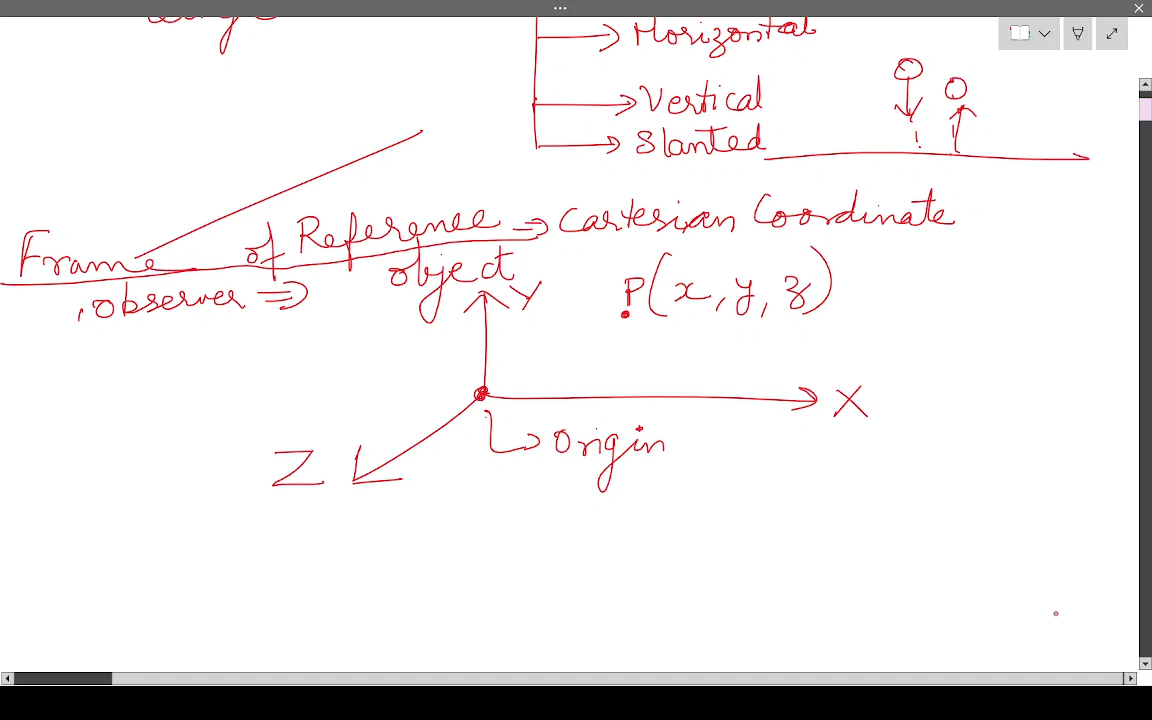 Horizontal
Vertical
Slanted
Frame of Reference => Cartesian Coordinate
observer => object
Y
P(x, y, z)
X
Origin
Z